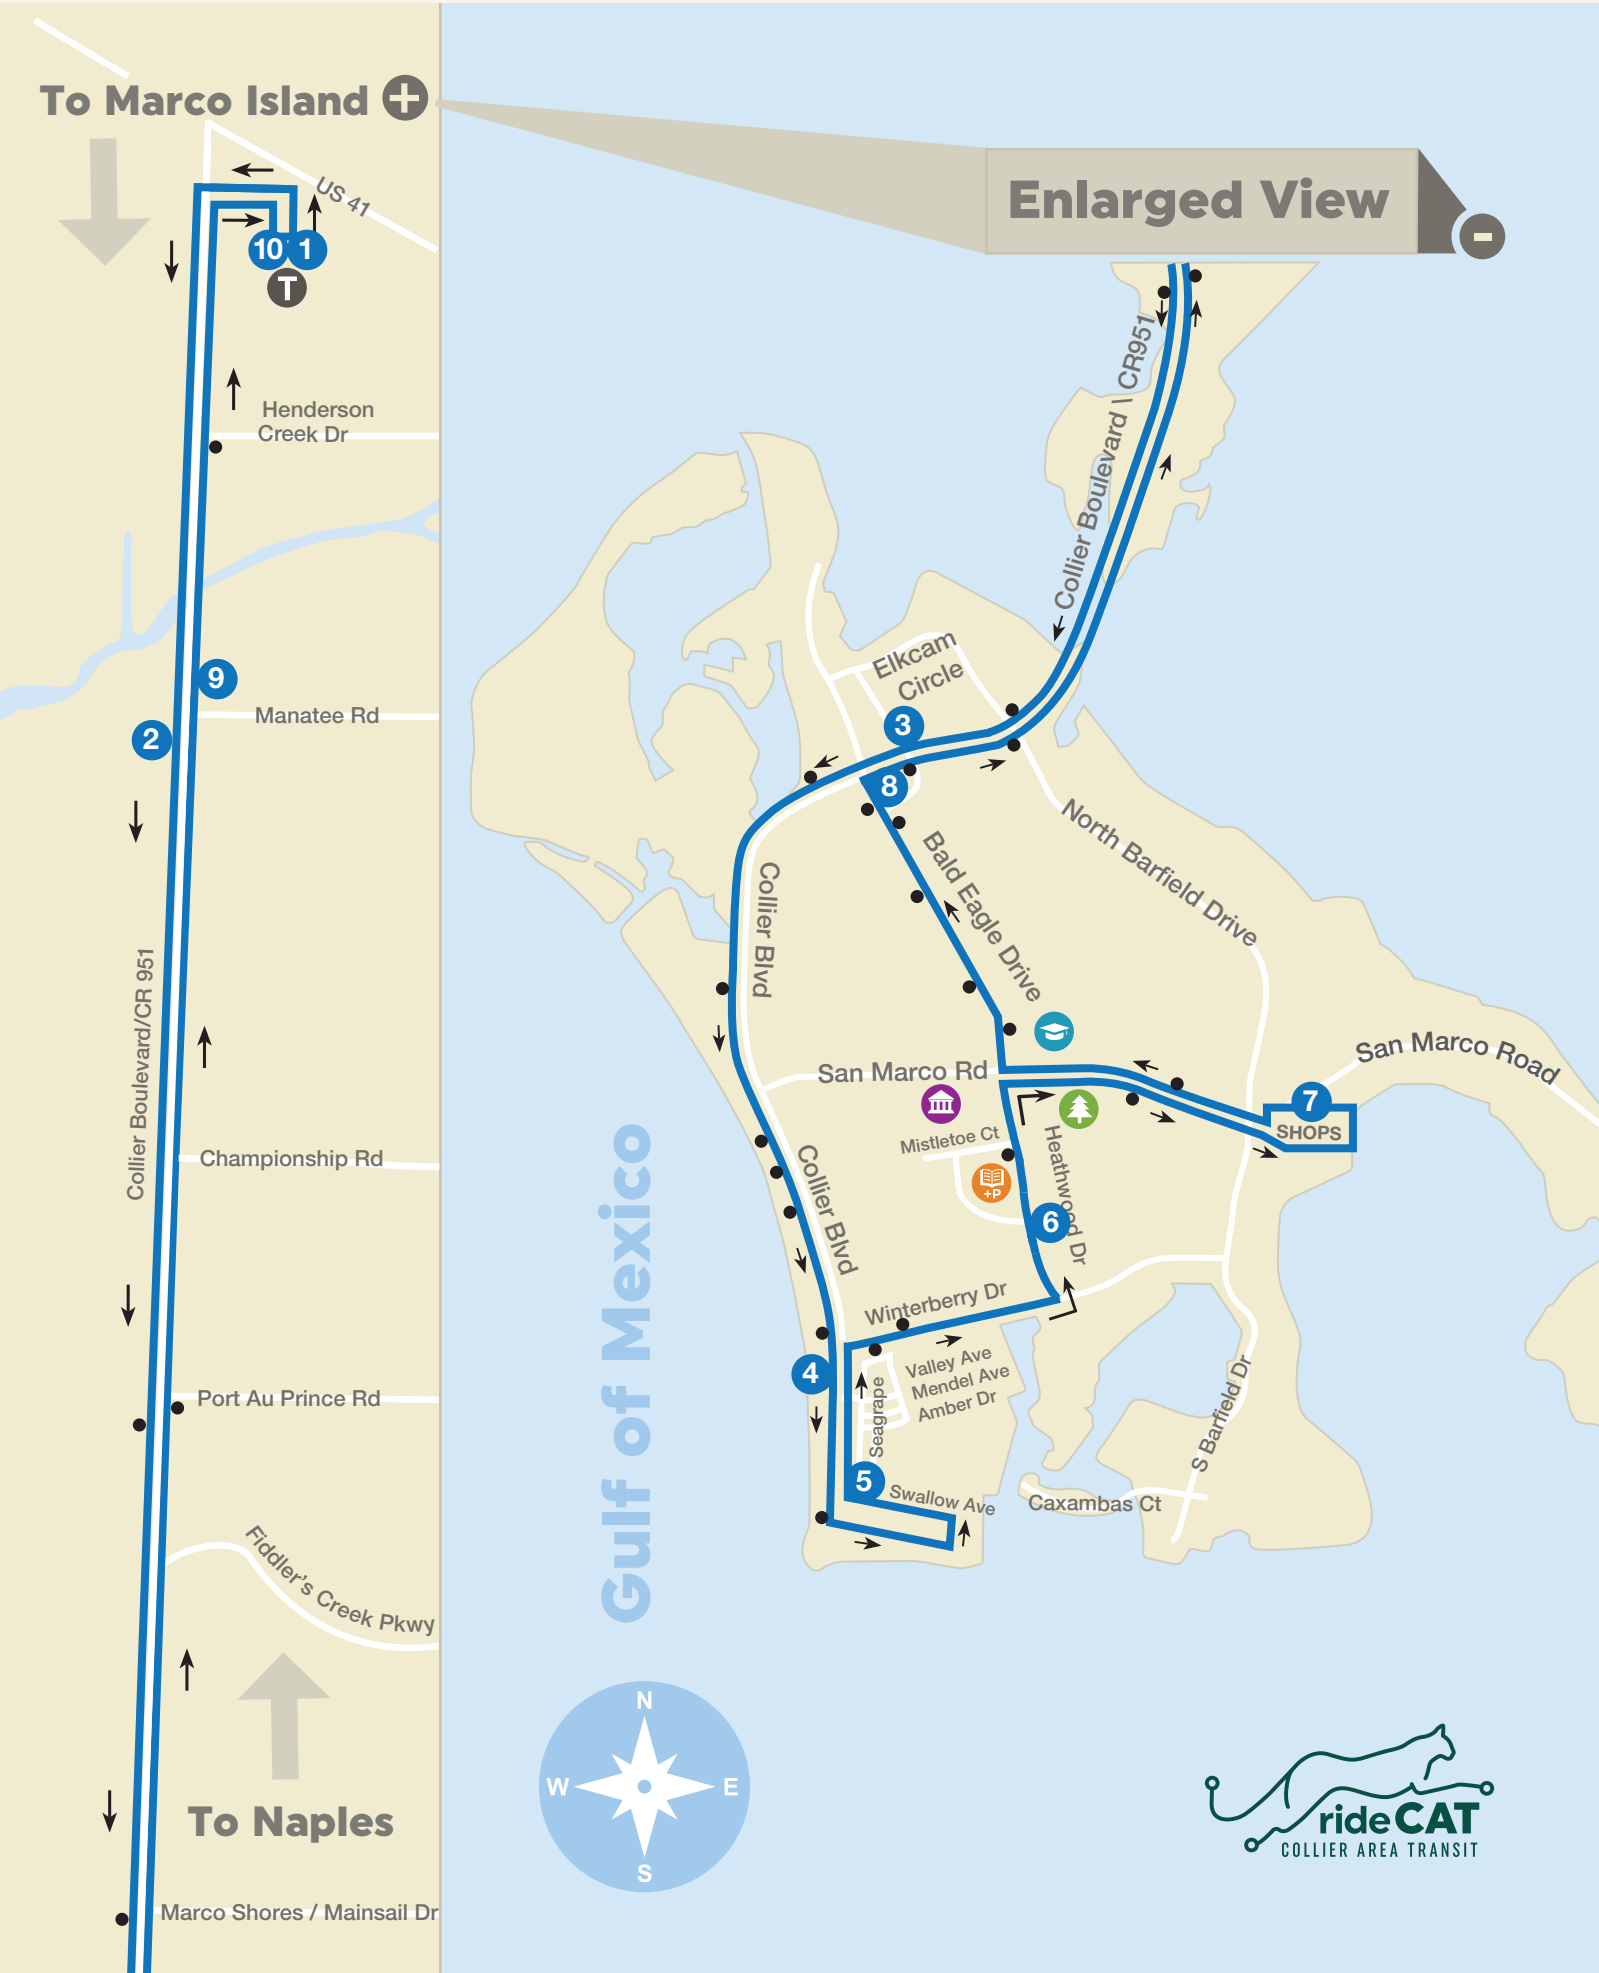 To Marco Island
US 41
10
1
T
Henderson
Creek Dr
9
2
Manatee Rd
Collier Boulevard/CR 951
Championship Rd
Port Au Prince Rd
Fiddler's Creek Pkwy
To Naples
Marco Shores / Mainsail Dr
Enlarged View
Collier Boulevard \ CR951
Elkcam
Circle
3
8
North Barfield Drive
Bald Eagle Drive
Collier Blvd
San Marco Rd
San Marco Road
7
SHOPS
Mistletoe Ct
+P
Heathwood Dr
6
Collier Blvd
Winterberry Dr
Valley Ave
Mendel Ave
Amber Dr
4
Seagrape
5
Swallow Ave
Caxambas Ct
S Barfield Dr
Gulf of Mexico
N
W
E
S
rideCAT
COLLIER AREA TRANSIT